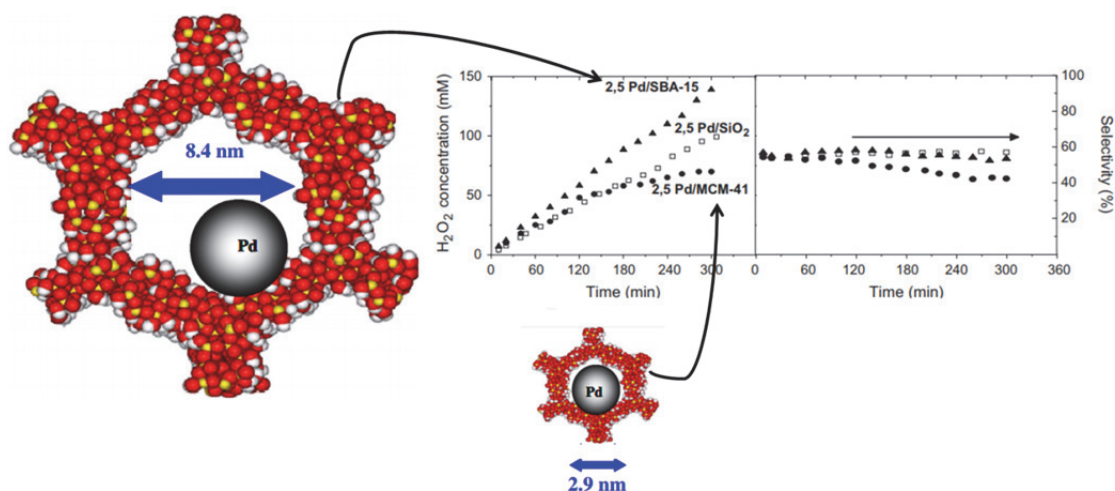 8.4 nm
Pd
H₂O₂ concentration (mM)
150
100
50
0
2,5 Pd/SBA-15
2,5 Pd/SiO₂
2,5 Pd/MCM-41
0 60 120 180 240 300
Time (min)
100
80
60
40
20
Selectivity (%)
0 60 120 180 240 300 360
Time (min)
Pd
2.9 nm